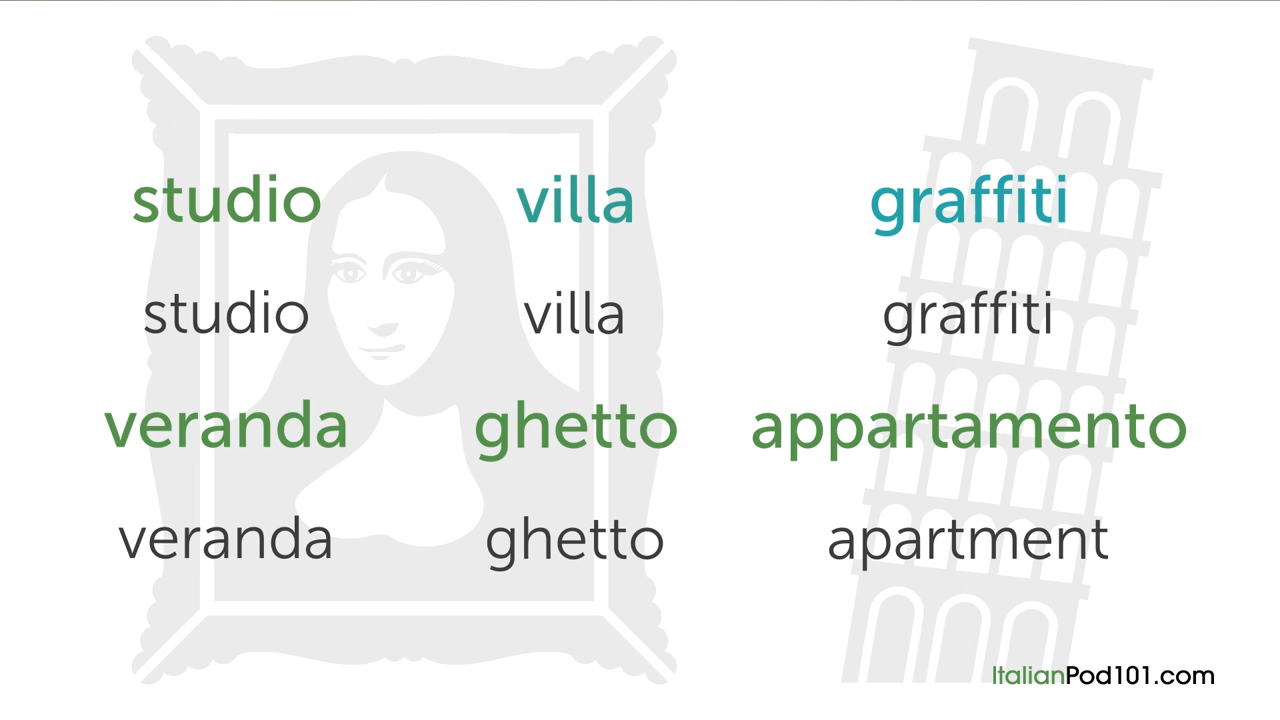 studio villa graffiti
studio villa graffiti
veranda ghetto appartamento
veranda ghetto apartment
ItalianPod101.com